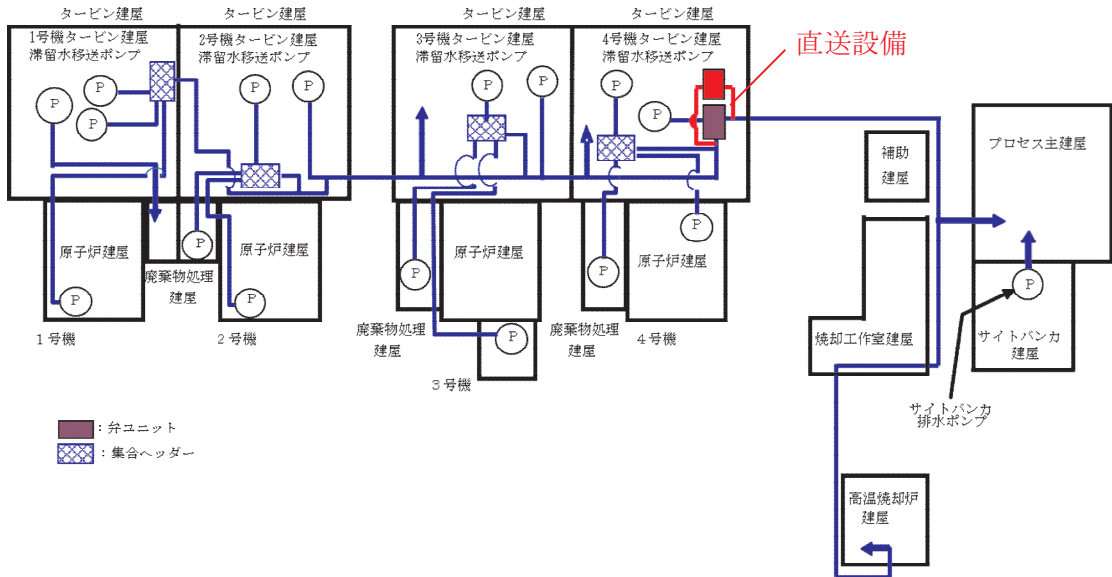 タービン建屋
タービン建屋
タービン建屋
タービン建屋
1号機タービン建屋
滞留水移送ポンプ
2号機タービン建屋
滞留水移送ポンプ
3号機タービン建屋
滞留水移送ポンプ
4号機タービン建屋
滞留水移送ポンプ
直送設備
P
P
P
P
P
P
P
P
P
プロセス主建屋
補助
建屋
原子炉建屋
P
原子炉建屋
原子炉建屋
原子炉建屋
P
P
P
廃棄物処理
建屋
P
P
P
サイトバンカ
建屋
1号機
2号機
廃棄物処理
建屋
P
3号機
廃棄物処理
建屋
4号機
焼却工作室建屋
サイトバンカ
排水ポンプ
:弁ユニット
:集合ヘッダー
高温焼却炉
建屋